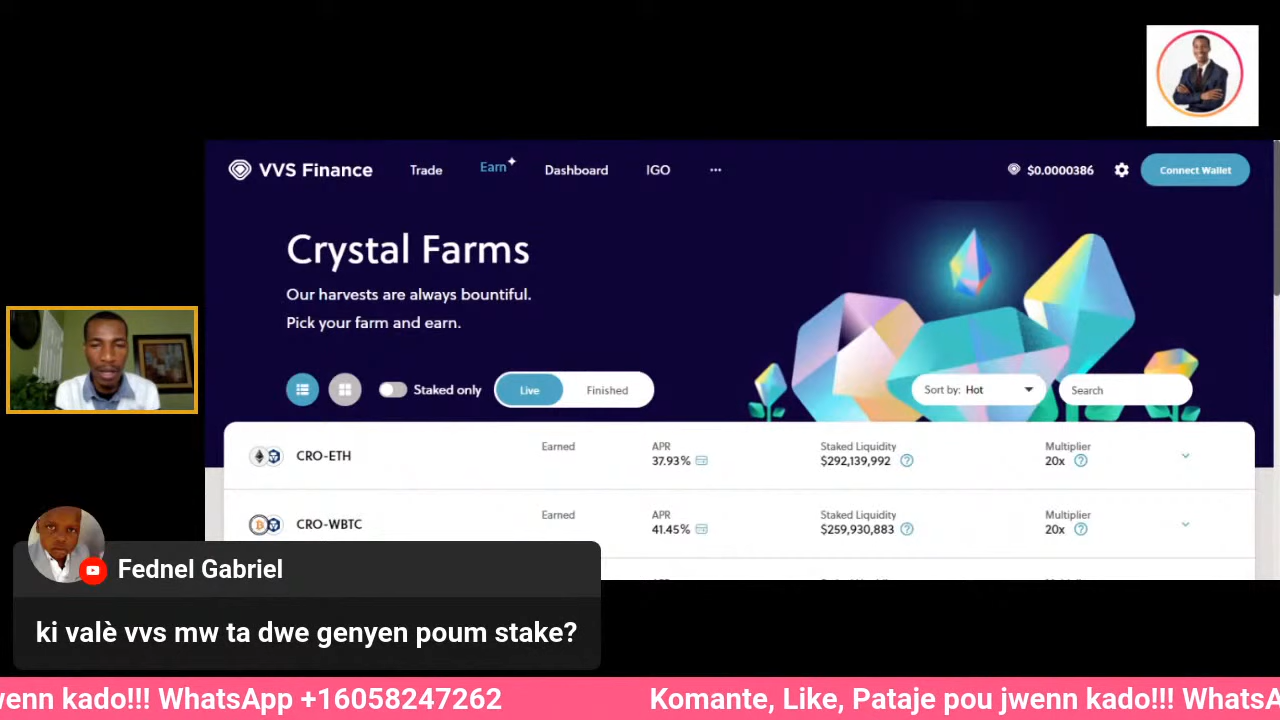 VVS Finance
Trade
Earn
Dashboard
IGO
$0.0000386
Connect Wallet
Crystal Farms
Our harvests are always bountiful.
Pick your farm and earn.
Staked only
Live
Finished
Sort by: Hot
Search
CRO-ETH
Earned
APR
37.93%
Staked Liquidity
$292,139,992
Multiplier
20x
CRO-WBTC
Earned
APR
41.45%
Staked Liquidity
$259,930,883
Multiplier
20x
Fednel Gabriel
ki valè vvs mw ta dwe genyen poum stake?
wenn kado!!! WhatsApp +16058247262
Komante, Like, Pataje pou jwenn kado!!! WhatsA